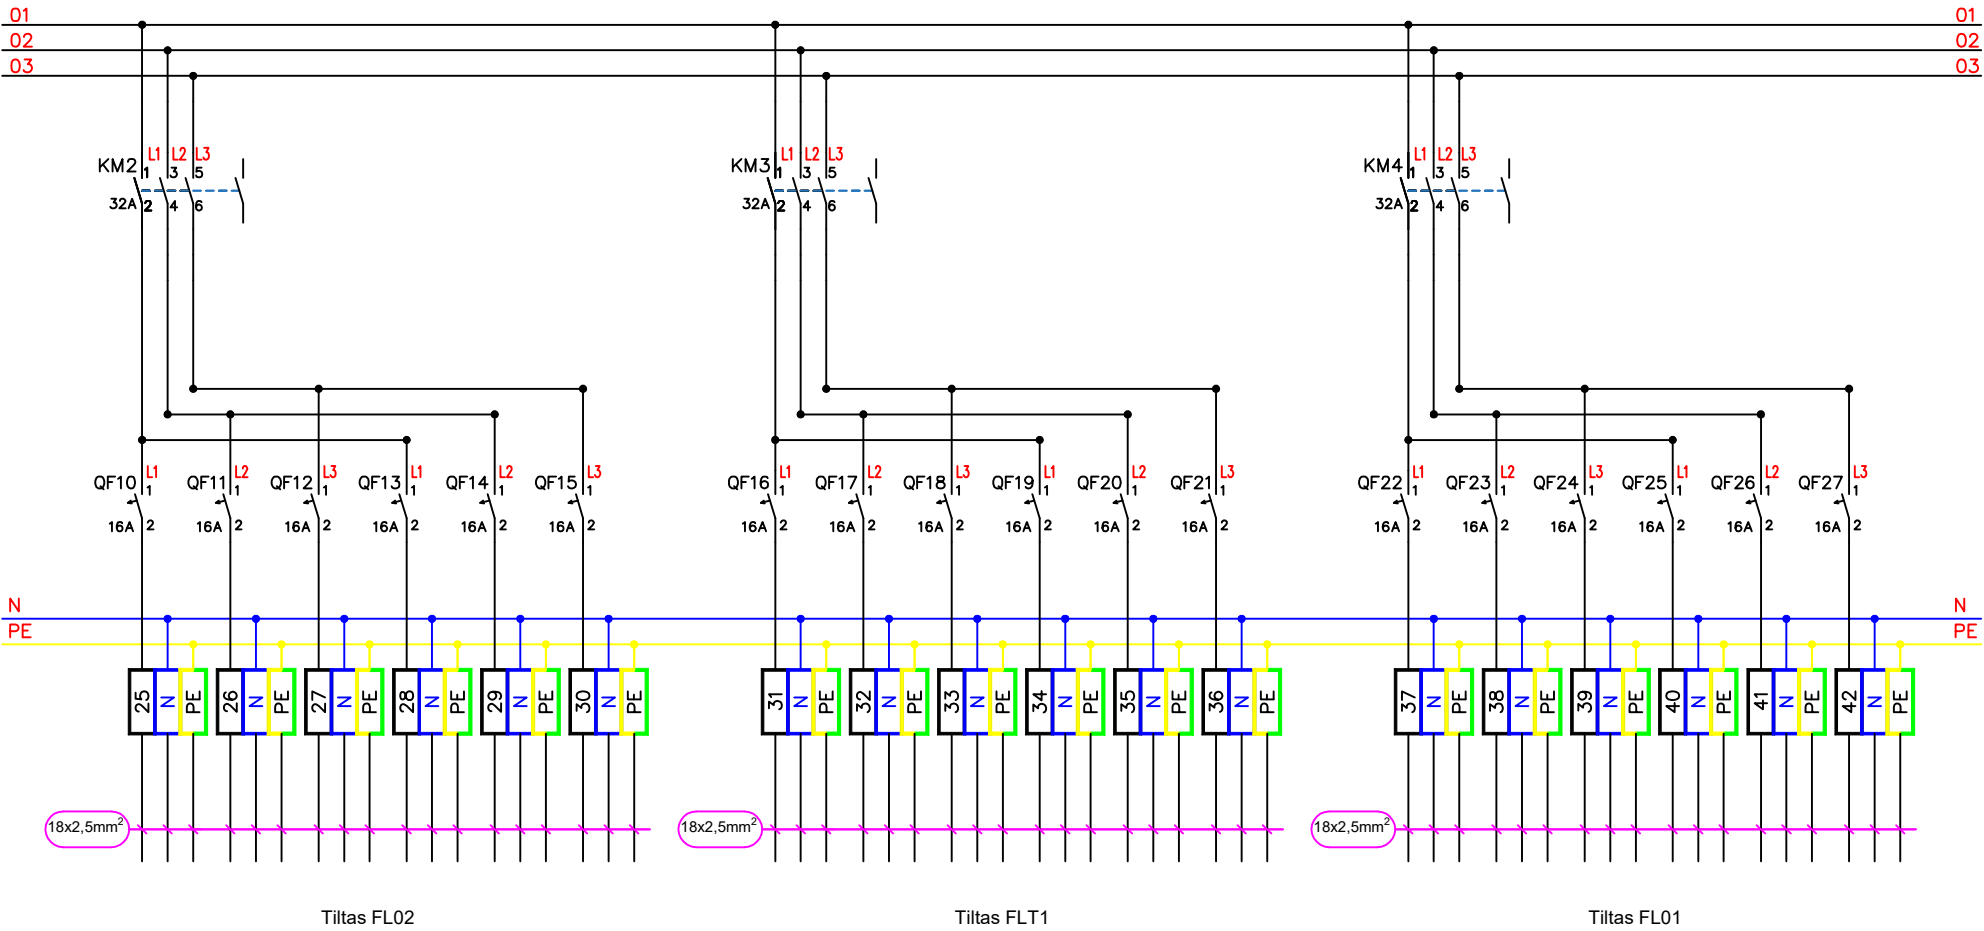 01 01
02 02
03 03
L1 L2 L3 L1 L2 L3 L1 L2 L3
KM2 1 3 5 KM3 1 3 5 KM4 1 3 5
32A 2 4 6 32A 2 4 6 32A 2 4 6
L1 L2 L3 L1 L2 L3 L1 L2 L3 L1 L2 L3 L1 L2 L3 L1 L2 L3
QF10 1 QF11 1 QF12 1 QF13 1 QF14 1 QF15 1 QF16 1 QF17 1 QF18 1 QF19 1 QF20 1 QF21 1 QF22 1 QF23 1 QF24 1 QF25 1 QF26 1 QF27 1
16A 2 16A 2 16A 2 16A 2 16A 2 16A 2 16A 2 16A 2 16A 2 16A 2 16A 2 16A 2 16A 2 16A 2 16A 2 16A 2 16A 2 16A 2
N N
PE PE
25 N PE 26 N PE 27 N PE 28 N PE 29 N PE 30 N PE 31 N PE 32 N PE 33 N PE 34 N PE 35 N PE 36 N PE 37 N PE 38 N PE 39 N PE 40 N PE 41 N PE 42 N PE
18x2,5mm² 18x2,5mm² 18x2,5mm²
Tiltas FL02 Tiltas FLT1 Tiltas FL01